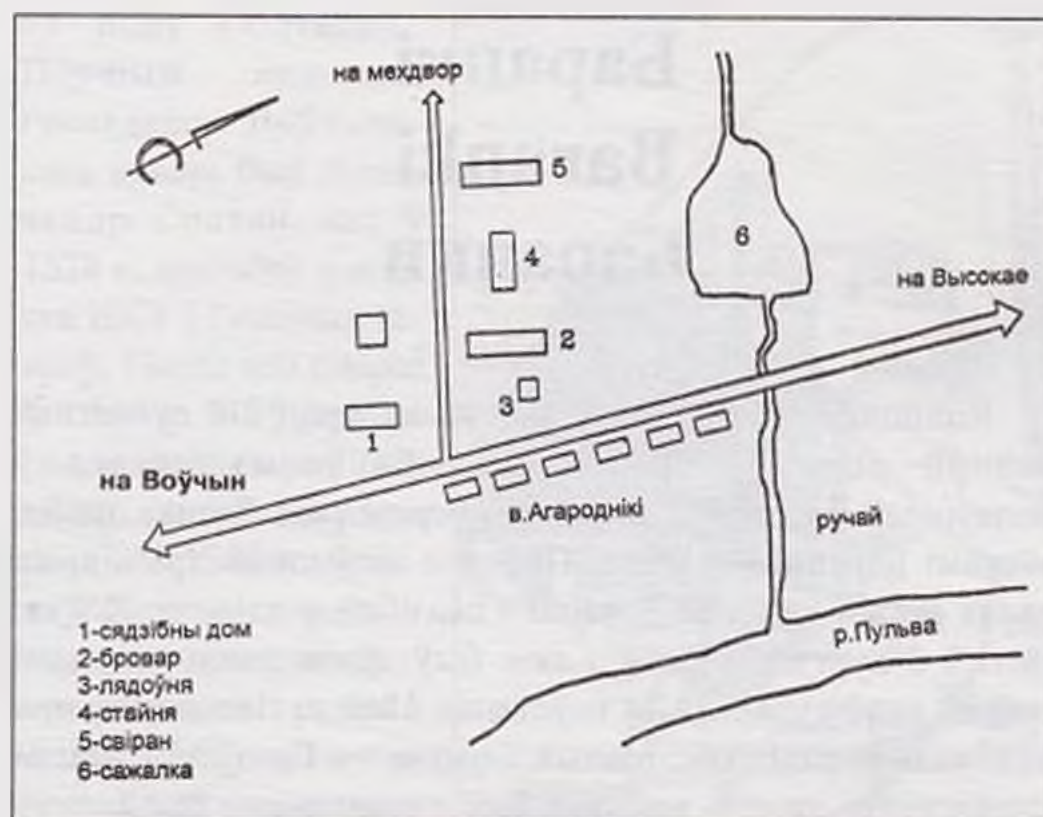 на мехдвор
5
4
6
на Высокае
2
3
1
на Воўчын
в.Агароднікі
ручай
р.Пульва
1-сядзібны дом
2-бровар
3-лядоўня
4-стайня
5-свіран
6-сажалка